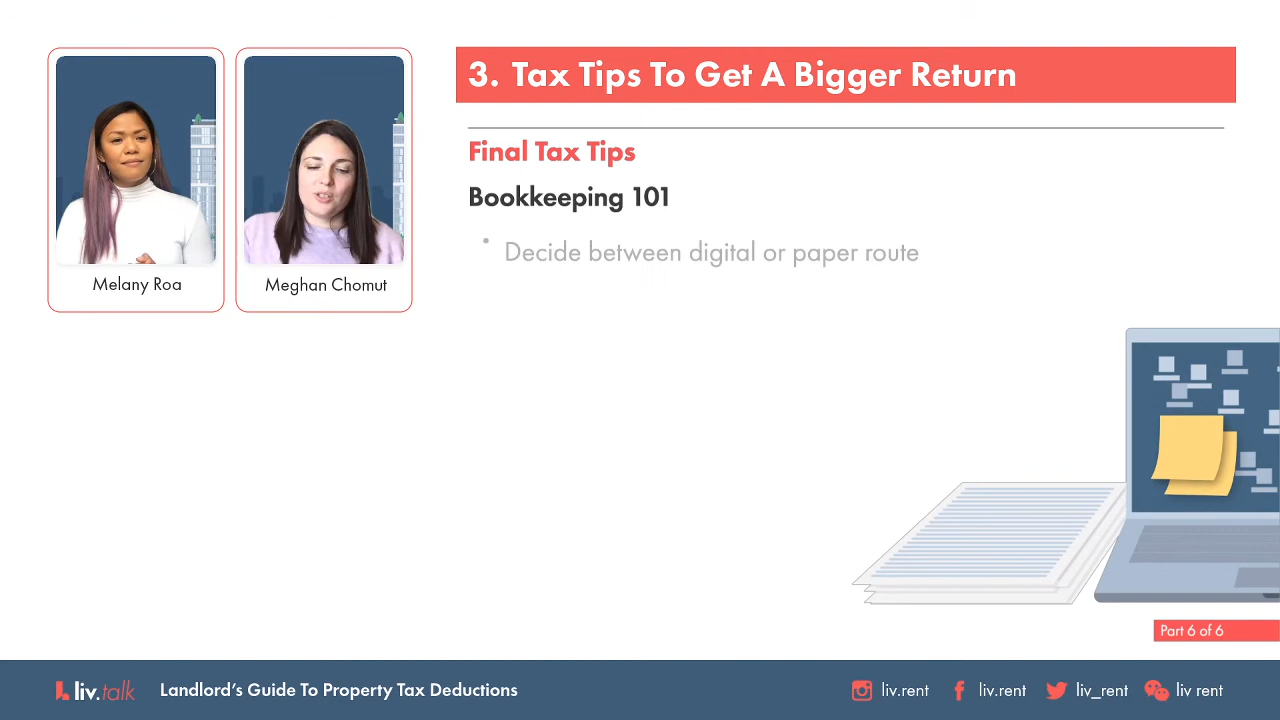 3. Tax Tips To Get A Bigger Return
Final Tax Tips
Bookkeeping 101
• Decide between digital or paper route
Melany Roa
Meghan Chomut
Part 6 of 6
liv.talk
Landlord's Guide To Property Tax Deductions
liv.rent
liv.rent
liv_rent
liv rent